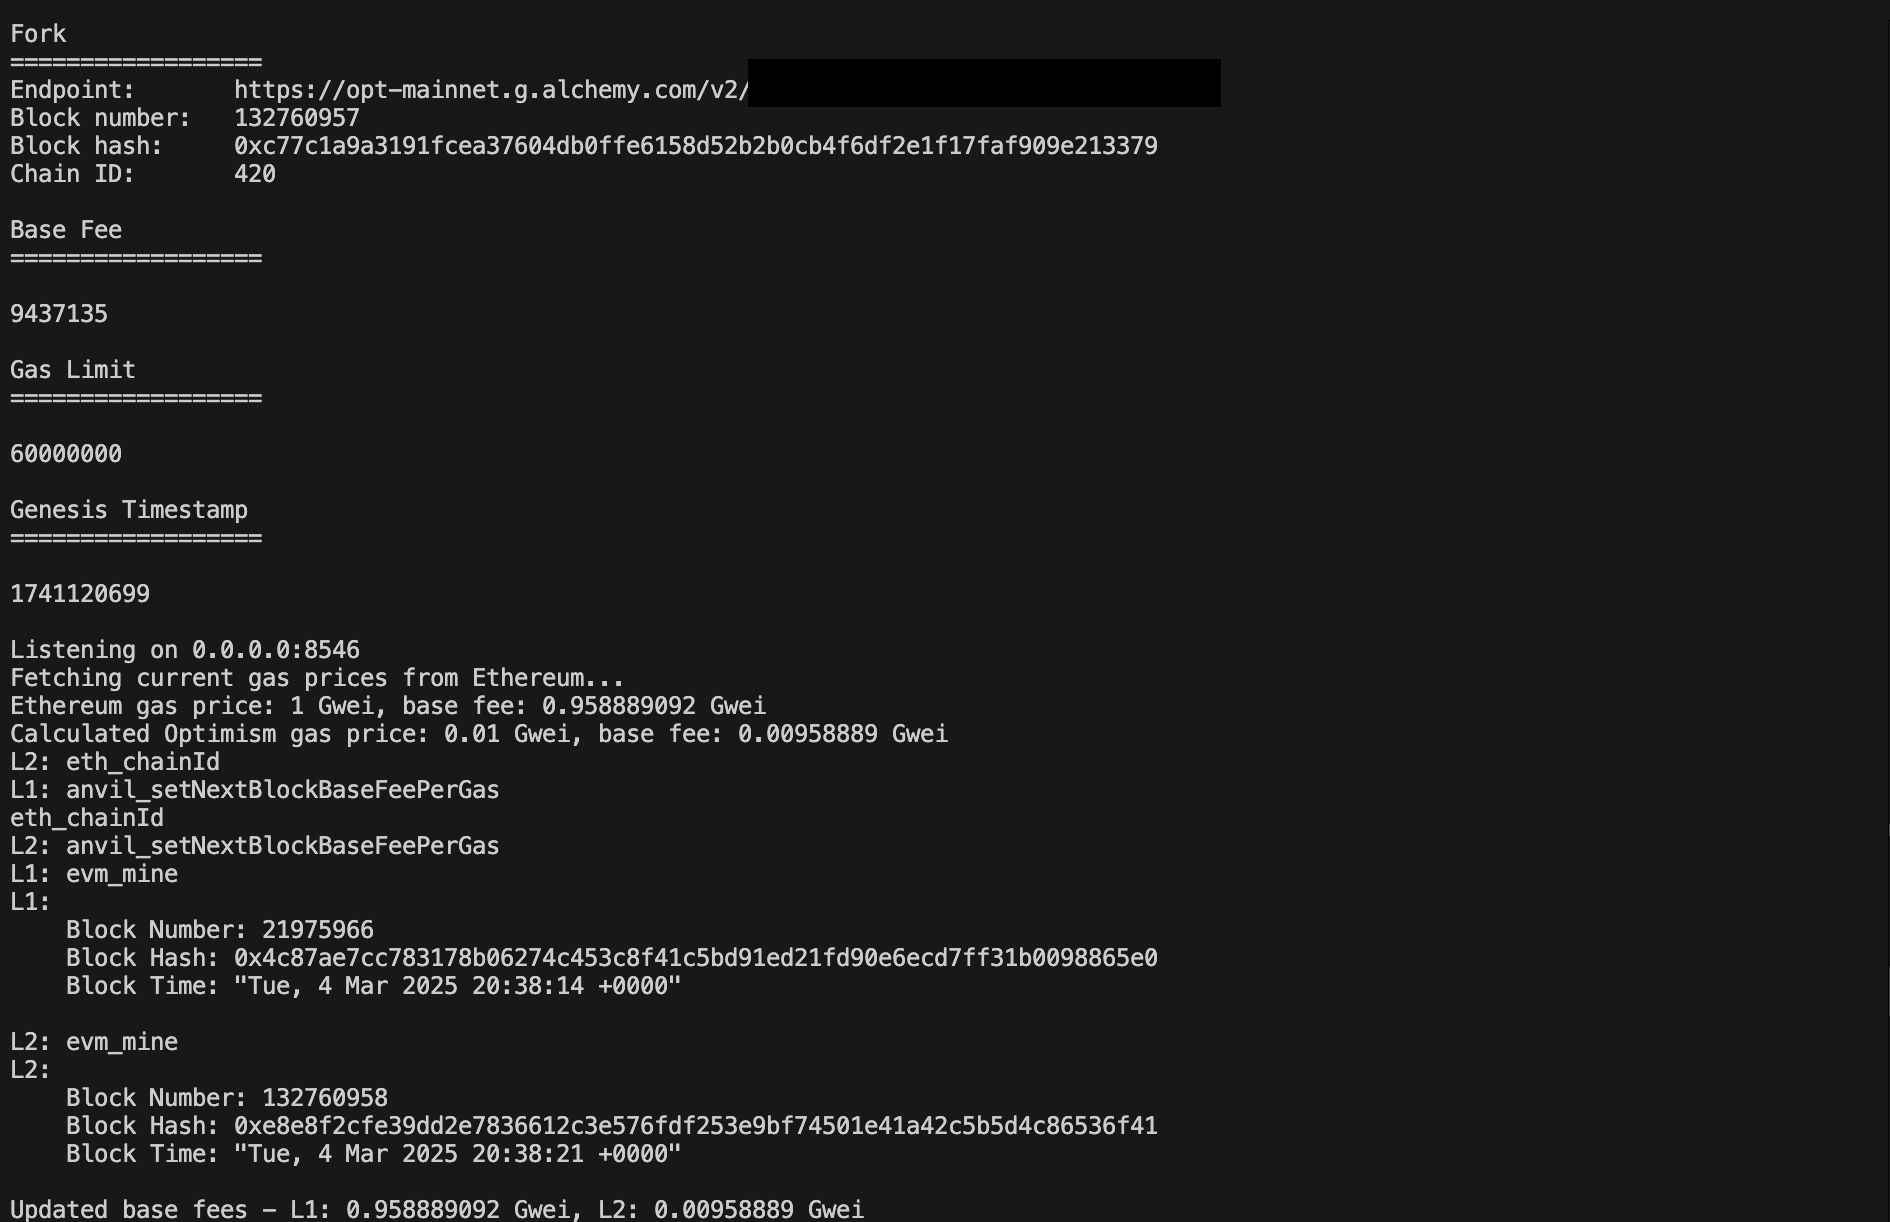 Fork
==================
Endpoint:       https://opt-mainnet.g.alchemy.com/v2/
Block number:   132760957
Block hash:     0xc77c1a9a3191fcea37604db0ffe6158d52b2b0cb4f6df2e1f17faf909e213379
Chain ID:       420
Base Fee
==================
9437135
Gas Limit
==================
60000000
Genesis Timestamp
==================
1741120699
Listening on 0.0.0.0:8546
Fetching current gas prices from Ethereum...
Ethereum gas price: 1 Gwei, base fee: 0.958889092 Gwei
Calculated Optimism gas price: 0.01 Gwei, base fee: 0.00958889 Gwei
L2: eth_chainId
L1: anvil_setNextBlockBaseFeePerGas
eth_chainId
L2: anvil_setNextBlockBaseFeePerGas
L1: evm_mine
L1:
    Block Number: 21975966
    Block Hash: 0x4c87ae7cc783178b06274c453c8f41c5bd91ed21fd90e6ecd7ff31b0098865e0
    Block Time: "Tue, 4 Mar 2025 20:38:14 +0000"
L2: evm_mine
L2:
    Block Number: 132760958
    Block Hash: 0xe8e8f2cfe39dd2e7836612c3e576fdf253e9bf74501e41a42c5b5d4c86536f41
    Block Time: "Tue, 4 Mar 2025 20:38:21 +0000"
Updated base fees - L1: 0.958889092 Gwei, L2: 0.00958889 Gwei